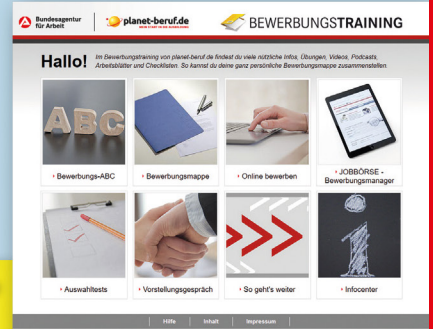 Bundesagentur
für Arbeit
planet-beruf.de
BEWERBUNGSTRAINING
Hallo!
Im Bewerbungstraining von planet-beruf.de findest du viele nützliche Infos, Übungen, Videos, Podcasts,
Arbeitsblätter und Checklisten. So kannst du deine ganz persönliche Bewerbungsmappe zusammenstellen.
ABC
Bewerbungs-ABC
Bewerbungsmappe
Online bewerben
JOBBÖRSE -
Bewerbungsmanager
i
Auswahltests
Vorstellungsgespräch
So geht's weiter
Infocenter
Hilfe | Inhalt | Impressum